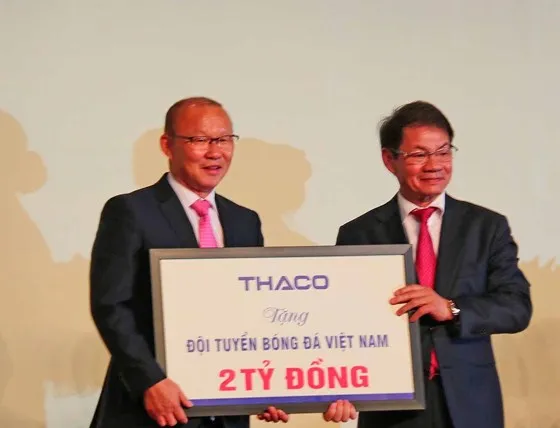 THACO
Tặng
ĐỘI TUYỂN BÓNG ĐÁ VIỆT NAM
2 TỶ ĐỒNG